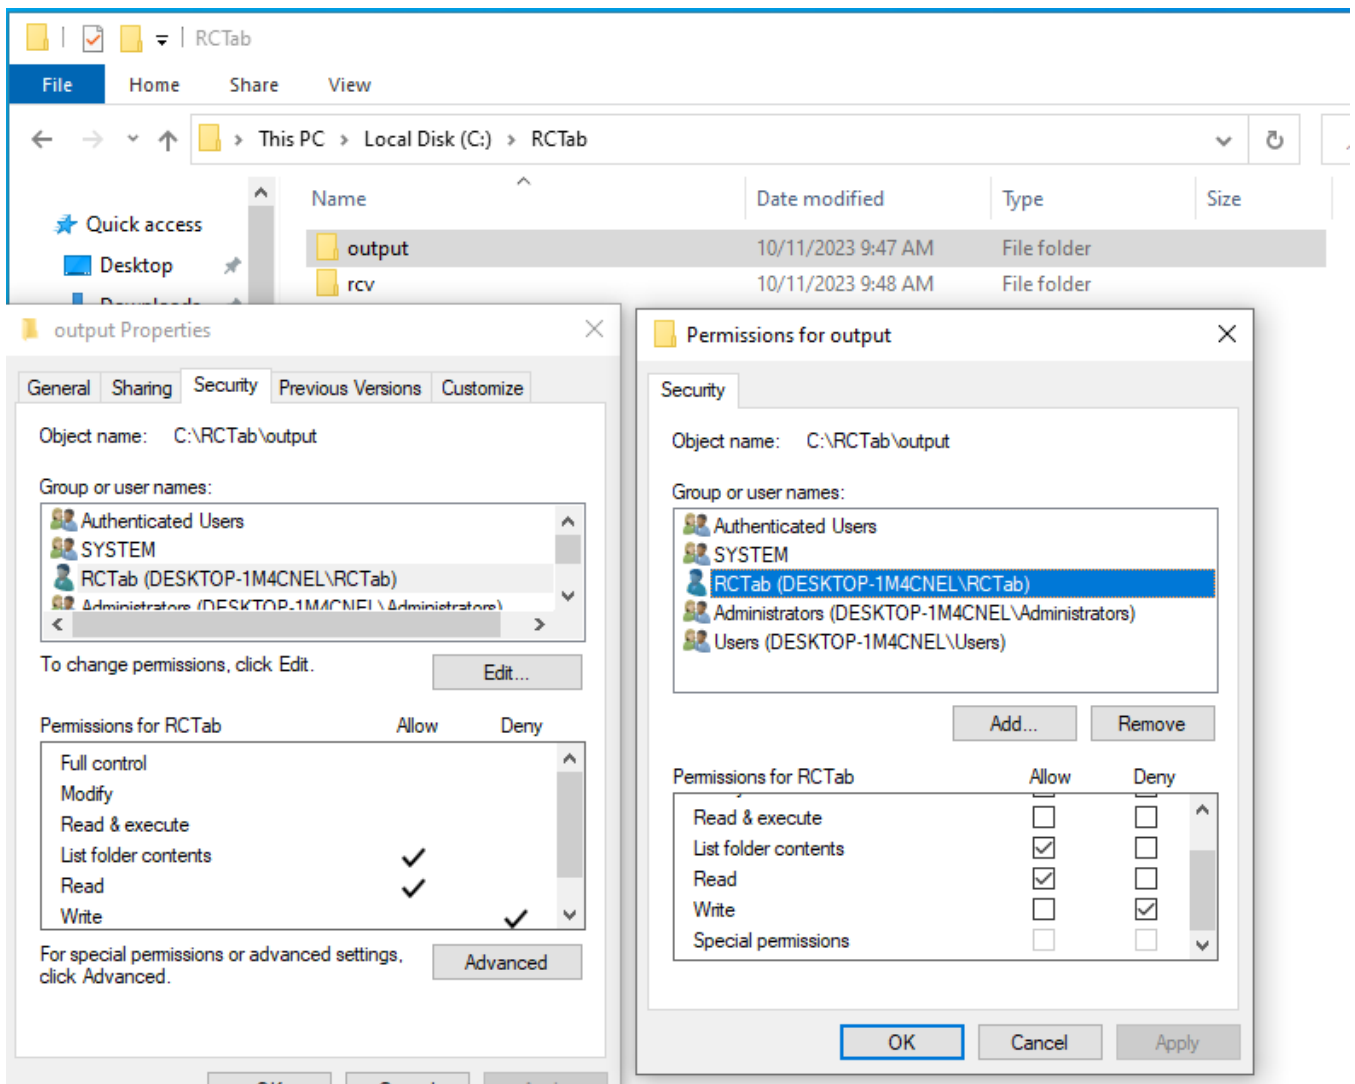 RCTab
File Home Share View
This PC Local Disk (C:) RCTab
Name Date modified Type Size
Quick access
output 10/11/2023 9:47 AM File folder
Desktop
rcv 10/11/2023 9:48 AM File folder
Downloads
output Properties
General Sharing Security Previous Versions Customize
Object name: C:\RCTab\output
Group or user names:
Authenticated Users
SYSTEM
RCTab (DESKTOP-1M4CNEL\RCTab)
Administrators (DESKTOP-1M4CNEL\Administrators)
To change permissions, click Edit.
Edit...
Permissions for RCTab Allow Deny
Full control
Modify
Read & execute
List folder contents
Read
Write
For special permissions or advanced settings,
click Advanced.
Advanced
Permissions for output
Security
Object name: C:\RCTab\output
Group or user names:
Authenticated Users
SYSTEM
RCTab (DESKTOP-1M4CNEL\RCTab)
Administrators (DESKTOP-1M4CNEL\Administrators)
Users (DESKTOP-1M4CNEL\Users)
Add... Remove
Permissions for RCTab Allow Deny
Read & execute
List folder contents
Read
Write
Special permissions
OK Cancel Apply